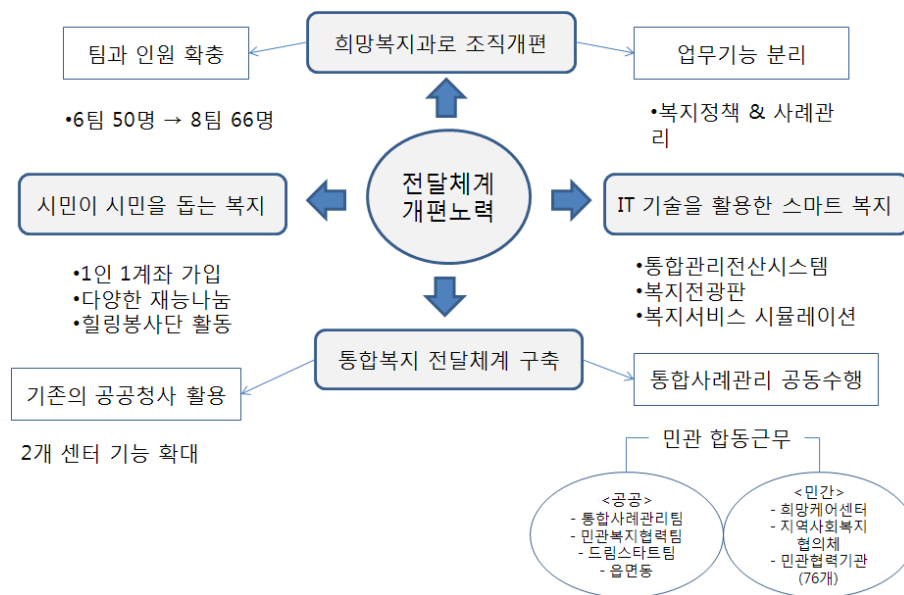 희망복지과로 조직개편
팀과 인원 확충
업무기능 분리
•6팀 50명 → 8팀 66명
•복지정책 & 사례관
리
전달체계
개편노력
시민이 시민을 돕는 복지
IT 기술을 활용한 스마트 복지
•1인 1계좌 가입
•다양한 재능나눔
•힐링봉사단 활동
•통합관리전산시스템
•복지전광판
•복지서비스 시뮬레이션
통합복지 전달체계 구축
기존의 공공청사 활용
통합사례관리 공동수행
2개 센터 기능 확대
민관 합동근무
<공공>
- 통합사례관리팀
- 민관복지협력팀
- 드림스타트팀
- 읍면동
<민간>
- 희망케어센터
- 지역사회복지
협의체
- 민관협력기관
(76개)